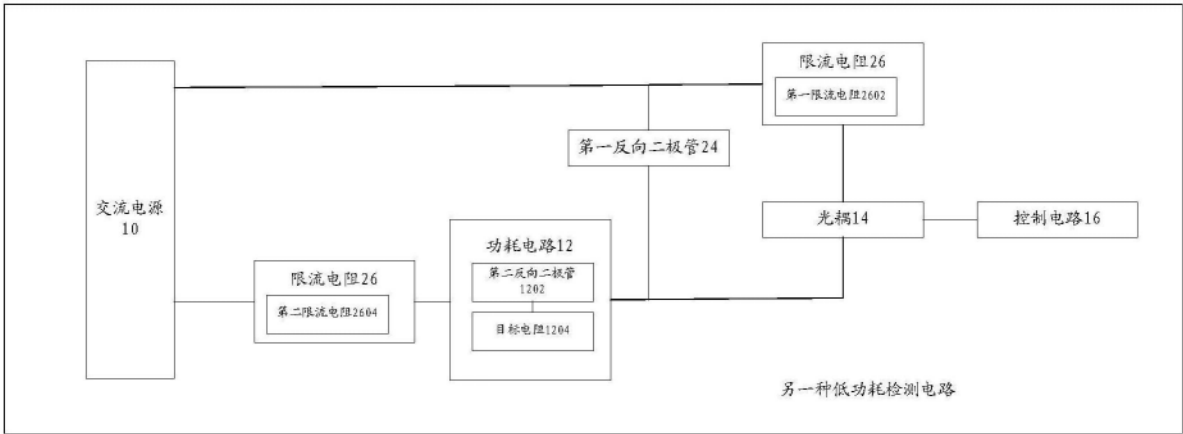 限流电阻26
第一限流电阻2602
第一反向二极管24
交流电源
10
光耦14
控制电路16
功耗电路12
第二反向二极管
1202
限流电阻26
第二限流电阻2604
目标电阻1204
另一种低功耗检测电路